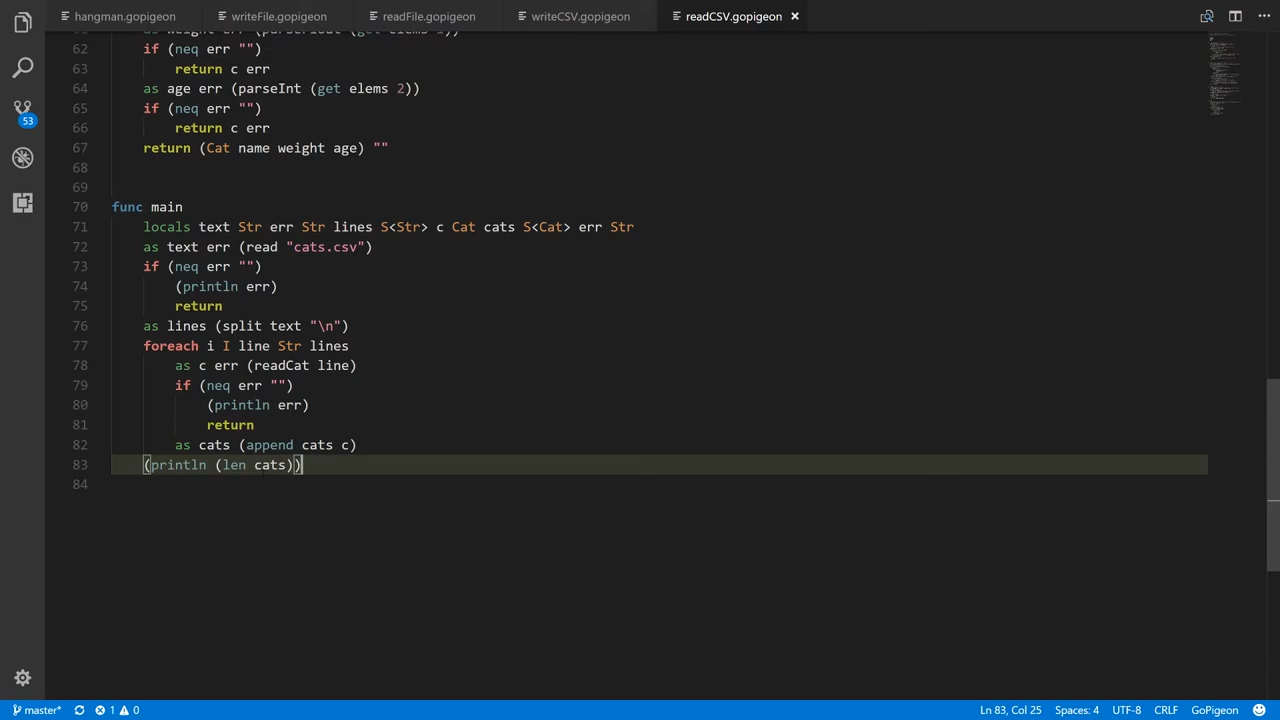 hangman.gopigeon writeFile.gopigeon readFile.gopigeon writeCSV.gopigeon readCSV.gopigeon ×
62 if (neq err "")
63 return c err
64 as age err (parseInt (get elems 2))
65 if (neq err "")
66 return c err
67 return (Cat name weight age) ""
68
69
70 func main
71 locals text Str err Str lines S<Str> c Cat cats S<Cat> err Str
72 as text err (read "cats.csv")
73 if (neq err "")
74 (println err)
75 return
76 as lines (split text "\n")
77 foreach i I line Str lines
78 as c err (readCat line)
79 if (neq err "")
80 (println err)
81 return
82 as cats (append cats c)
83 (println (len cats))
84
53
master* 1 0 Ln 83, Col 25 Spaces: 4 UTF-8 CRLF GoPigeon